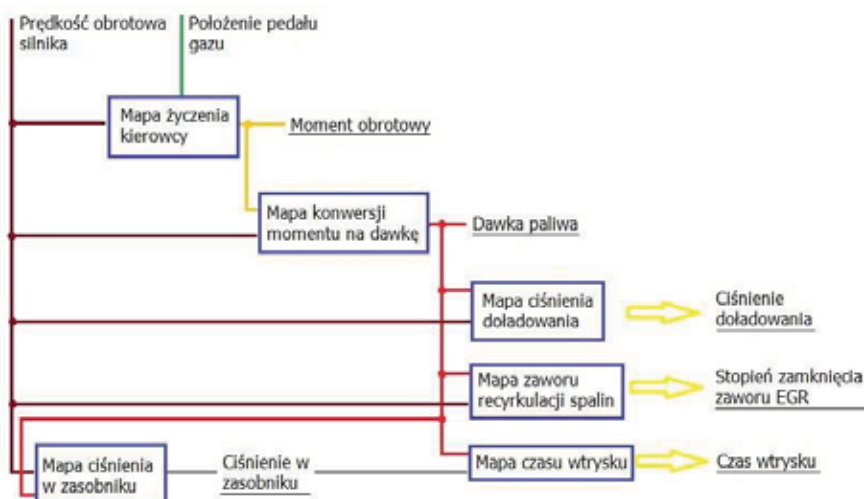 Prędkość obrotowa
silnika
Położenie pedału
gazu
Mapa życzenia
kierowcy
Moment obrotowy
Mapa konwersji
momentu na dawkę
Dawka paliwa
Mapa ciśnienia
doładowania
Ciśnienie
doładowania
Mapa zaworu
recyrkulacji spalin
Stopień zamknięcia
zaworu EGR
Mapa ciśnienia
w zasobniku
Ciśnienie w
zasobniku
Mapa czasu wtrysku
Czas wtrysku